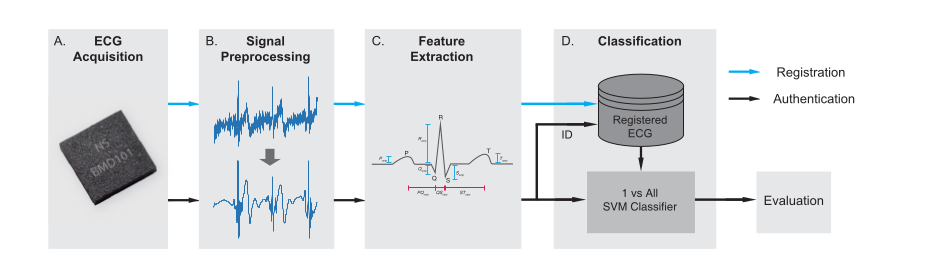 A. ECG
Acquisition
NS
BMD101
B. Signal
Preprocessing
C. Feature
Extraction
R
P
Q
S
T
D. Classification
Registered
ECG
ID
1 vs All
SVM Classifier
Evaluation
Registration
Authentication